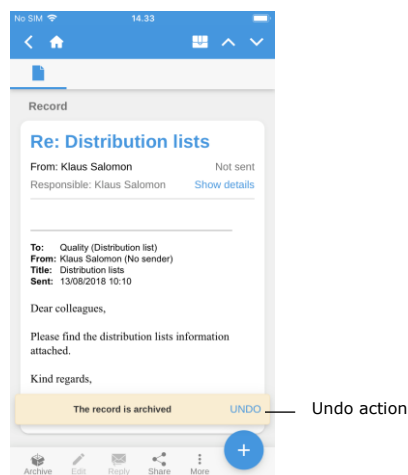 No SIM 14.33
Record
Re: Distribution lists
From: Klaus Salomon Not sent
Responsible: Klaus Salomon Show details
To: Quality (Distribution list)
From: Klaus Salomon (No sender)
Title: Distribution lists
Sent: 13/08/2018 10:10
Dear colleagues,
Please find the distribution lists information
attached.
Kind regards,
The record is archived UNDO
Undo action
Archive Edit Reply Share More